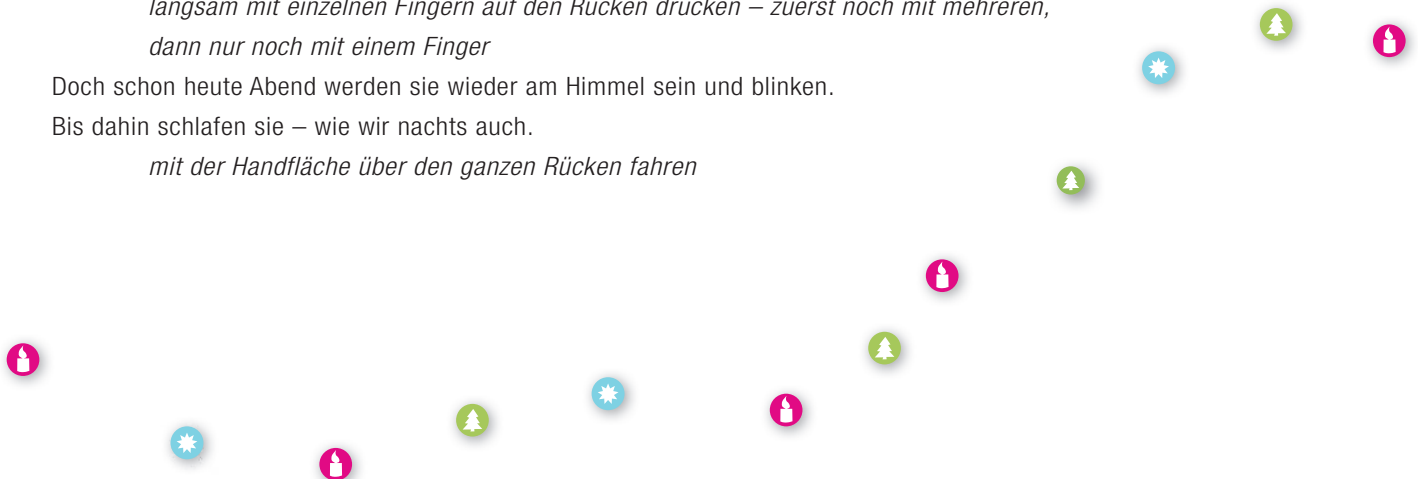 langsam mit einzelnen Fingern auf den Rücken drücken – zuerst noch mit mehreren,
dann nur noch mit einem Finger
Doch schon heute Abend werden sie wieder am Himmel sein und blinken.
Bis dahin schlafen sie – wie wir nachts auch.
mit der Handfläche über den ganzen Rücken fahren